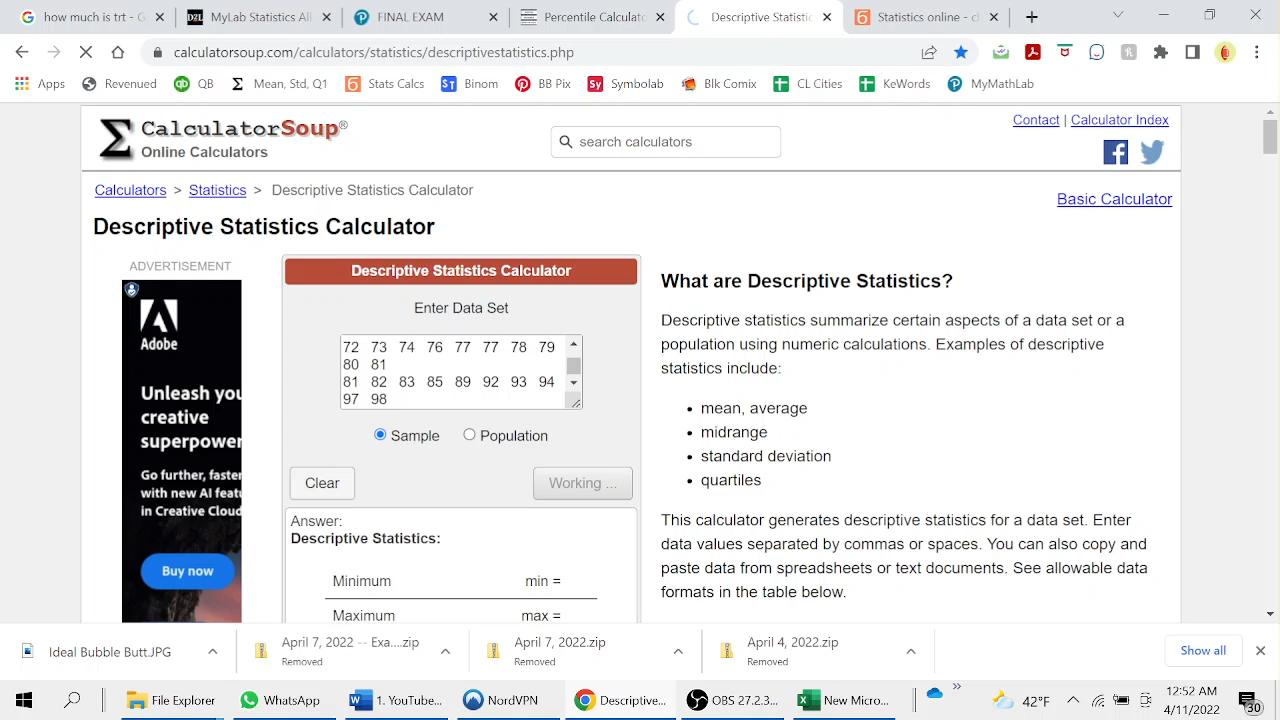 how much is trt - G
MyLab Statistics All
FINAL EXAM
Percentile Calculat
Descriptive Statistic
Statistics online - c
calculatorsoup.com/calculators/statistics/descriptivestatistics.php
Apps
Revenued
QB
Mean, Std, Q1
Stats Calcs
Binom
BB Pix
Symbolab
Blk Comix
CL Cities
KeWords
MyMathLab
CalculatorSoup®
Online Calculators
search calculators
Contact | Calculator Index
Calculators > Statistics > Descriptive Statistics Calculator
Basic Calculator
Descriptive Statistics Calculator
ADVERTISEMENT
Adobe
Unleash you
creative
superpower
Go further, faster
with new AI featu
in Creative Cloud
Buy now
Descriptive Statistics Calculator
Enter Data Set
72 73 74 76 77 77 78 79
80 81
81 82 83 85 89 92 93 94
97 98
Sample Population
Clear Working ...
Answer:
Descriptive Statistics:
Minimum min =
Maximum max =
What are Descriptive Statistics?
Descriptive statistics summarize certain aspects of a data set or a
population using numeric calculations. Examples of descriptive
statistics include:
• mean, average
• midrange
• standard deviation
• quartiles
This calculator generates descriptive statistics for a data set. Enter
data values separated by commas or spaces. You can also copy and
paste data from spreadsheets or text documents. See allowable data
formats in the table below.
Ideal Bubble Butt.JPG
April 7, 2022 -- Exa....zip
Removed
April 7, 2022.zip
Removed
April 4, 2022.zip
Removed
Show all
File Explorer
WhatsApp
1. YouTube...
NordVPN
Descriptive...
OBS 27.2.3...
New Micro...
42°F
12:52 AM
4/11/2022
30